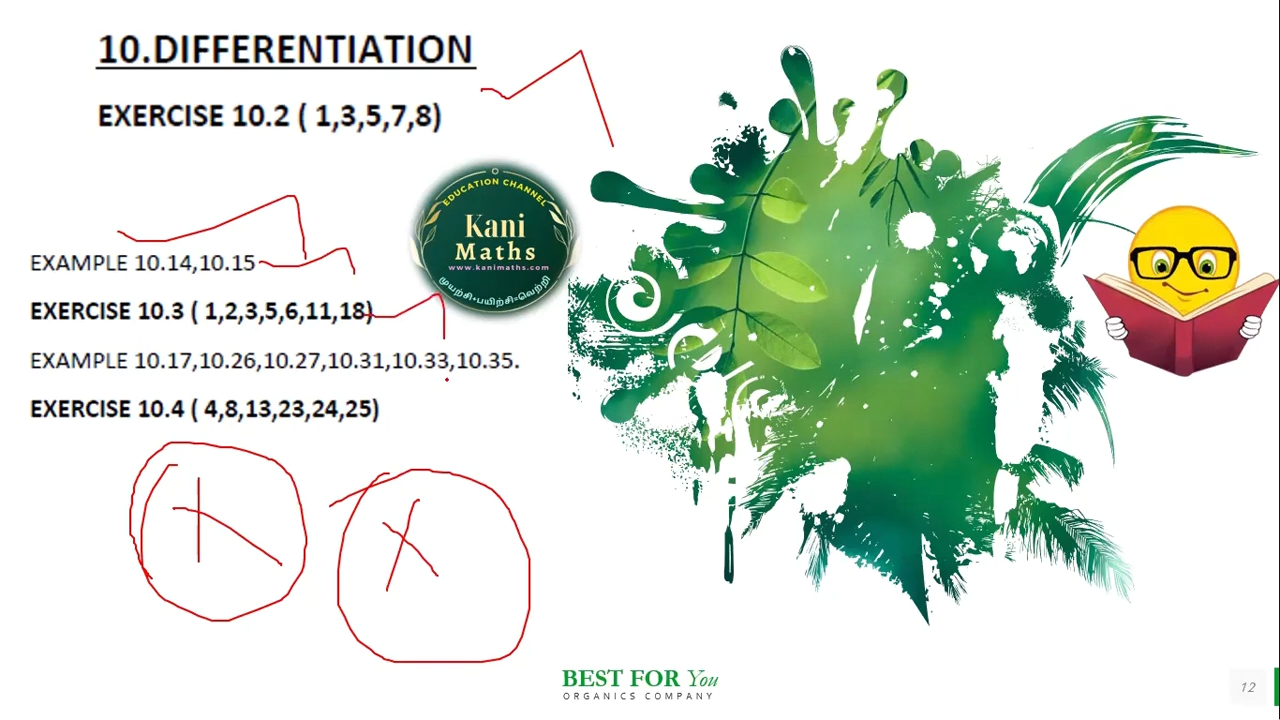 10.DIFFERENTIATION
EXERCISE 10.2 ( 1,3,5,7,8)
EDUCATION CHANNEL
Kani
Maths
www.kanimaths.com
முயற்சி+பயிற்சி=வெற்றி
EXAMPLE 10.14,10.15
EXERCISE 10.3 ( 1,2,3,5,6,11,18)
EXAMPLE 10.17,10.26,10.27,10.31,10.33,10.35.
EXERCISE 10.4 ( 4,8,13,23,24,25)
BEST FOR You
ORGANICS COMPANY
12